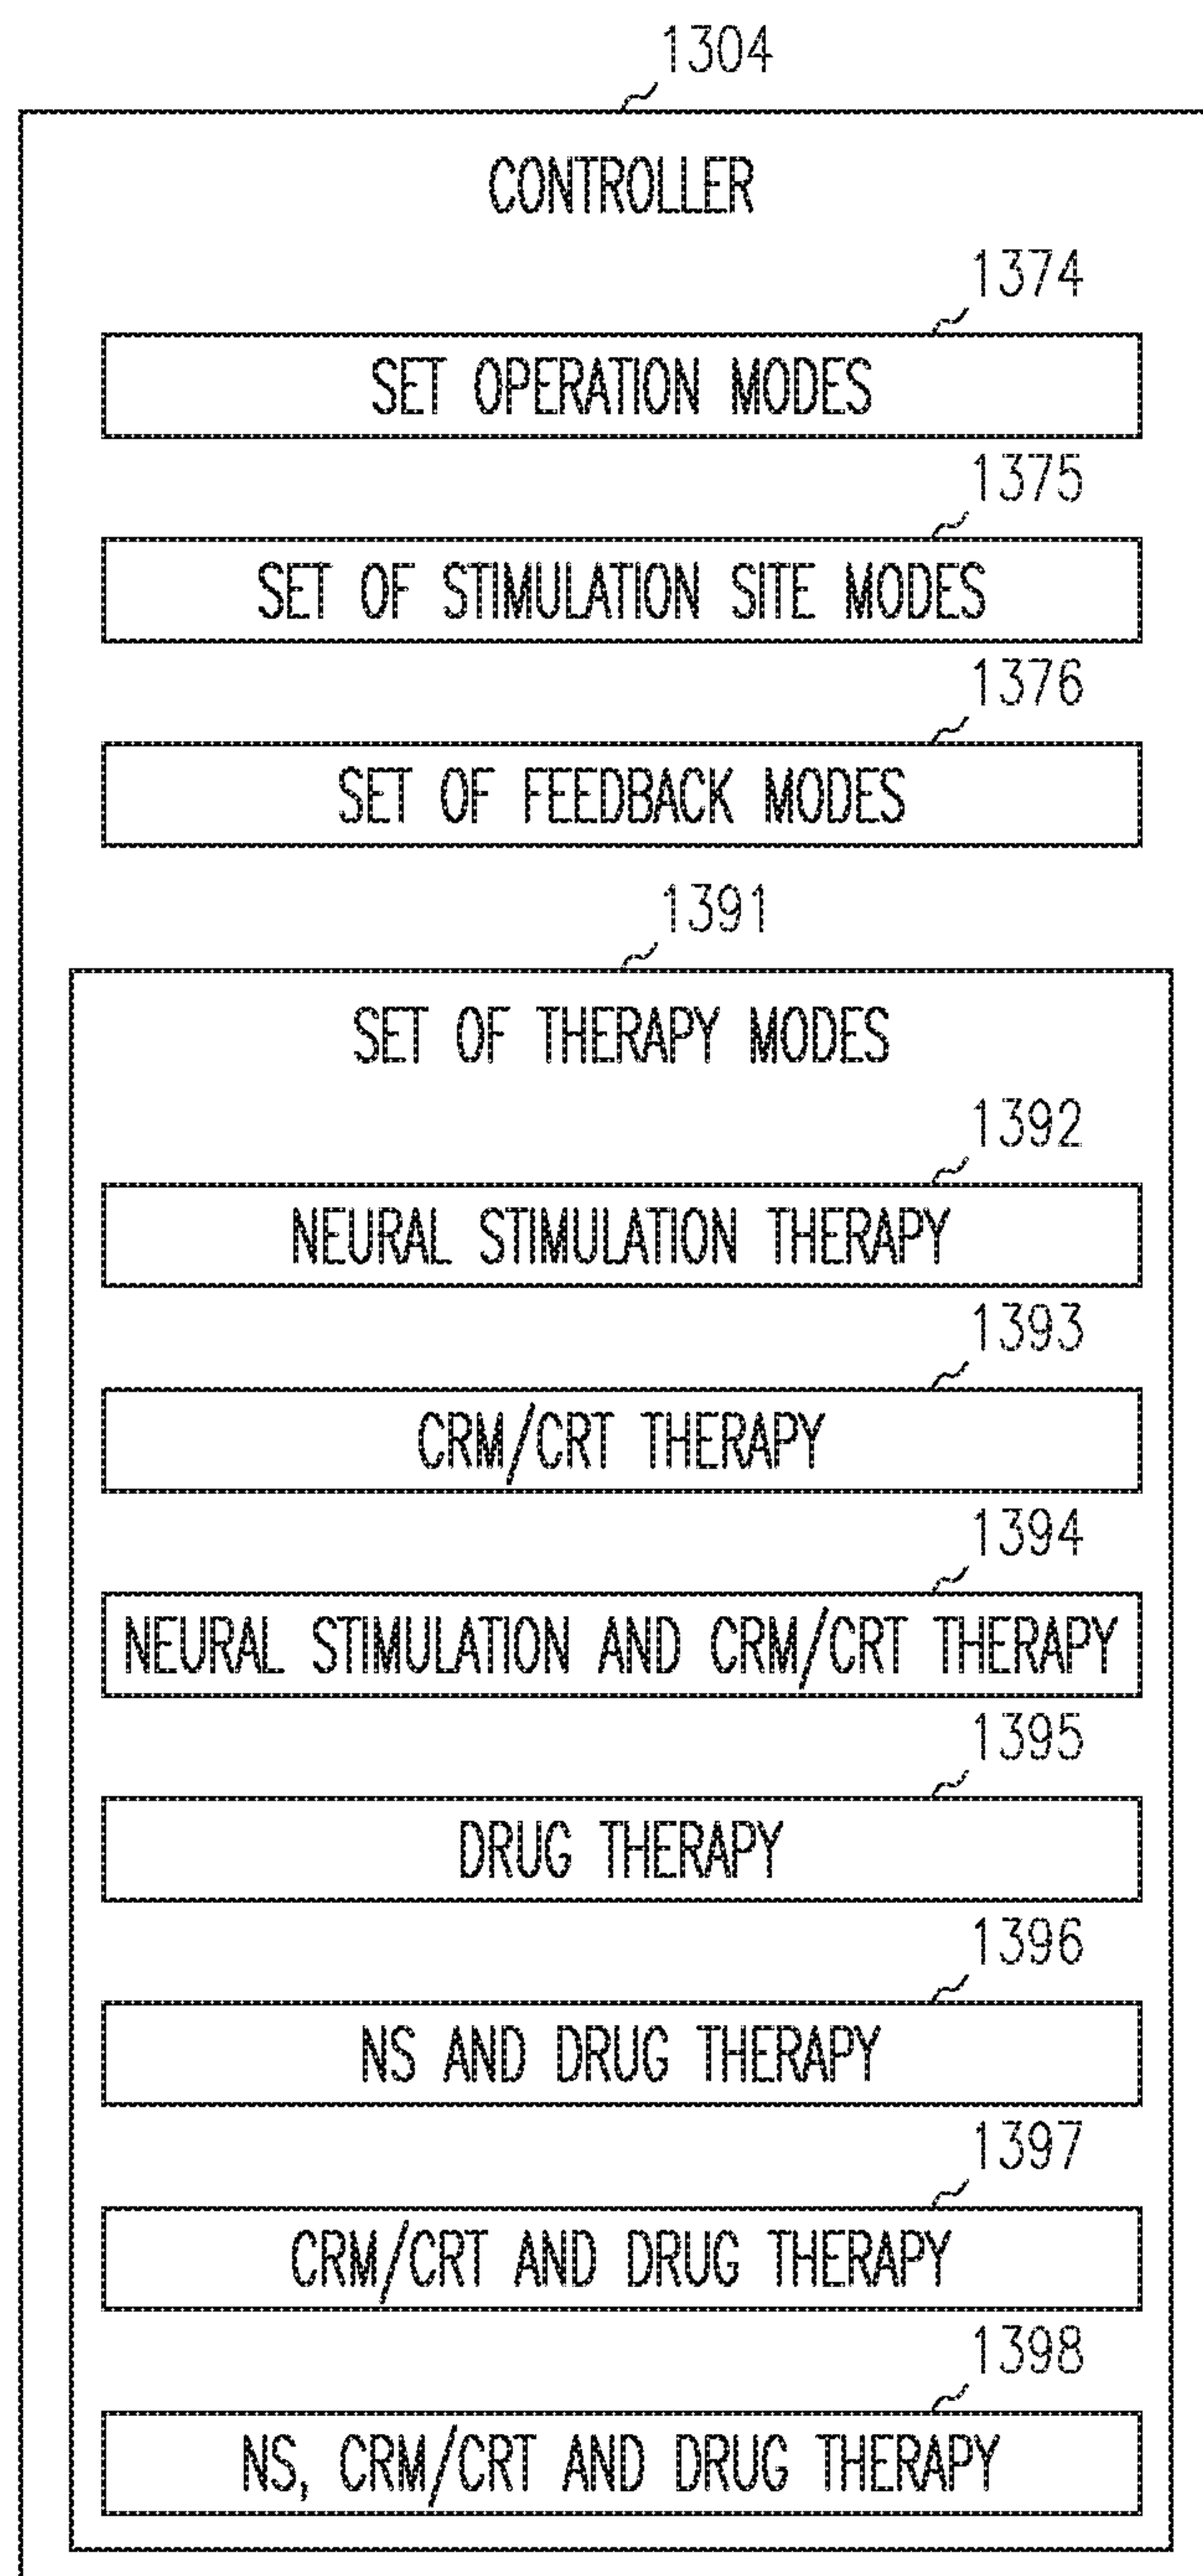 1304
CONTROLLER
1374
SET OPERATION MODES
1375
SET OF STIMULATION SITE MODES
1376
SET OF FEEDBACK MODES
1391
SET OF THERAPY MODES
1392
NEURAL STIMULATION THERAPY
1393
CRM/CRT THERAPY
1394
NEURAL STIMULATION AND CRM/CRT THERAPY
1395
DRUG THERAPY
1396
NS AND DRUG THERAPY
1397
CRM/CRT AND DRUG THERAPY
1398
NS, CRM/CRT AND DRUG THERAPY